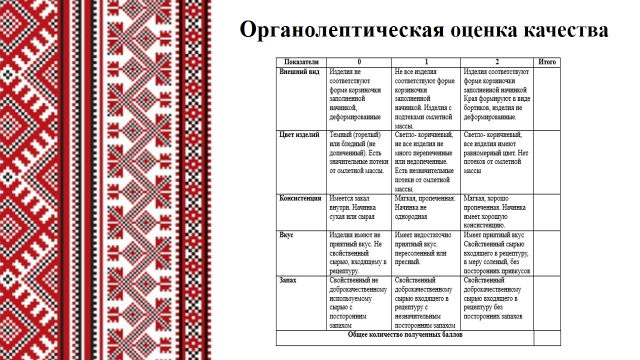 Органолептическая оценка качества
Показатели 0 1 2 Итого
Внешний вид
Изделия не
соответствуют
форме корзиночки
заполненной
начинкой,
деформированные
Не все изделия
соответствуют форме
корзиночки
заполненной
начинкой. Изделия с
подтеками омлетной
массы.
Изделия соответствуют
форме корзиночки
заполненной начинкой
Края формируют в виде
бортиков, изделия не
деформированные.
Цвет изделий
Темный (горелый)
или бледный (не
допеченный). Есть
значительные потеки
от омлетной массы.
Светло- коричневый,
не все изделия не
много перепеченные
или недопеченные.
Есть незначительные
потеки от омлетной
массы.
Светло- коричневый,
все изделия имеют
равномерный цвет. Нет
потеков от омлетной
массы
Консистенция
Имеется закал
внутри. Начинка
сухая или сырая
Мягкая, пропеченная.
Начинка не
однородная
Мягкая, хорошо
пропеченная. Начинка
имеет хорошую
консистенцию.
Вкус
Изделия имеют не
приятный вкус. Не
свойственный
сырью, входящему в
рецептуру.
Имеет недостаточно
приятный вкус.
пересоленный или
пресный.
Имеет приятный вкус
Свойственный сырью
входящего в рецептуру,
в меру соленый, без
посторонних привкусов
Запах
Свойственный не
доброкачественному
используемому
сырью с
посторонним
запахом
Свойственный
доброкачественному
сырью входящего в
рецептуру с
незначительным
посторонним запахом
Свойственный
доброкачественному
сырью входящего в
рецептуру без
посторонних запахов
Общее количество полученных баллов